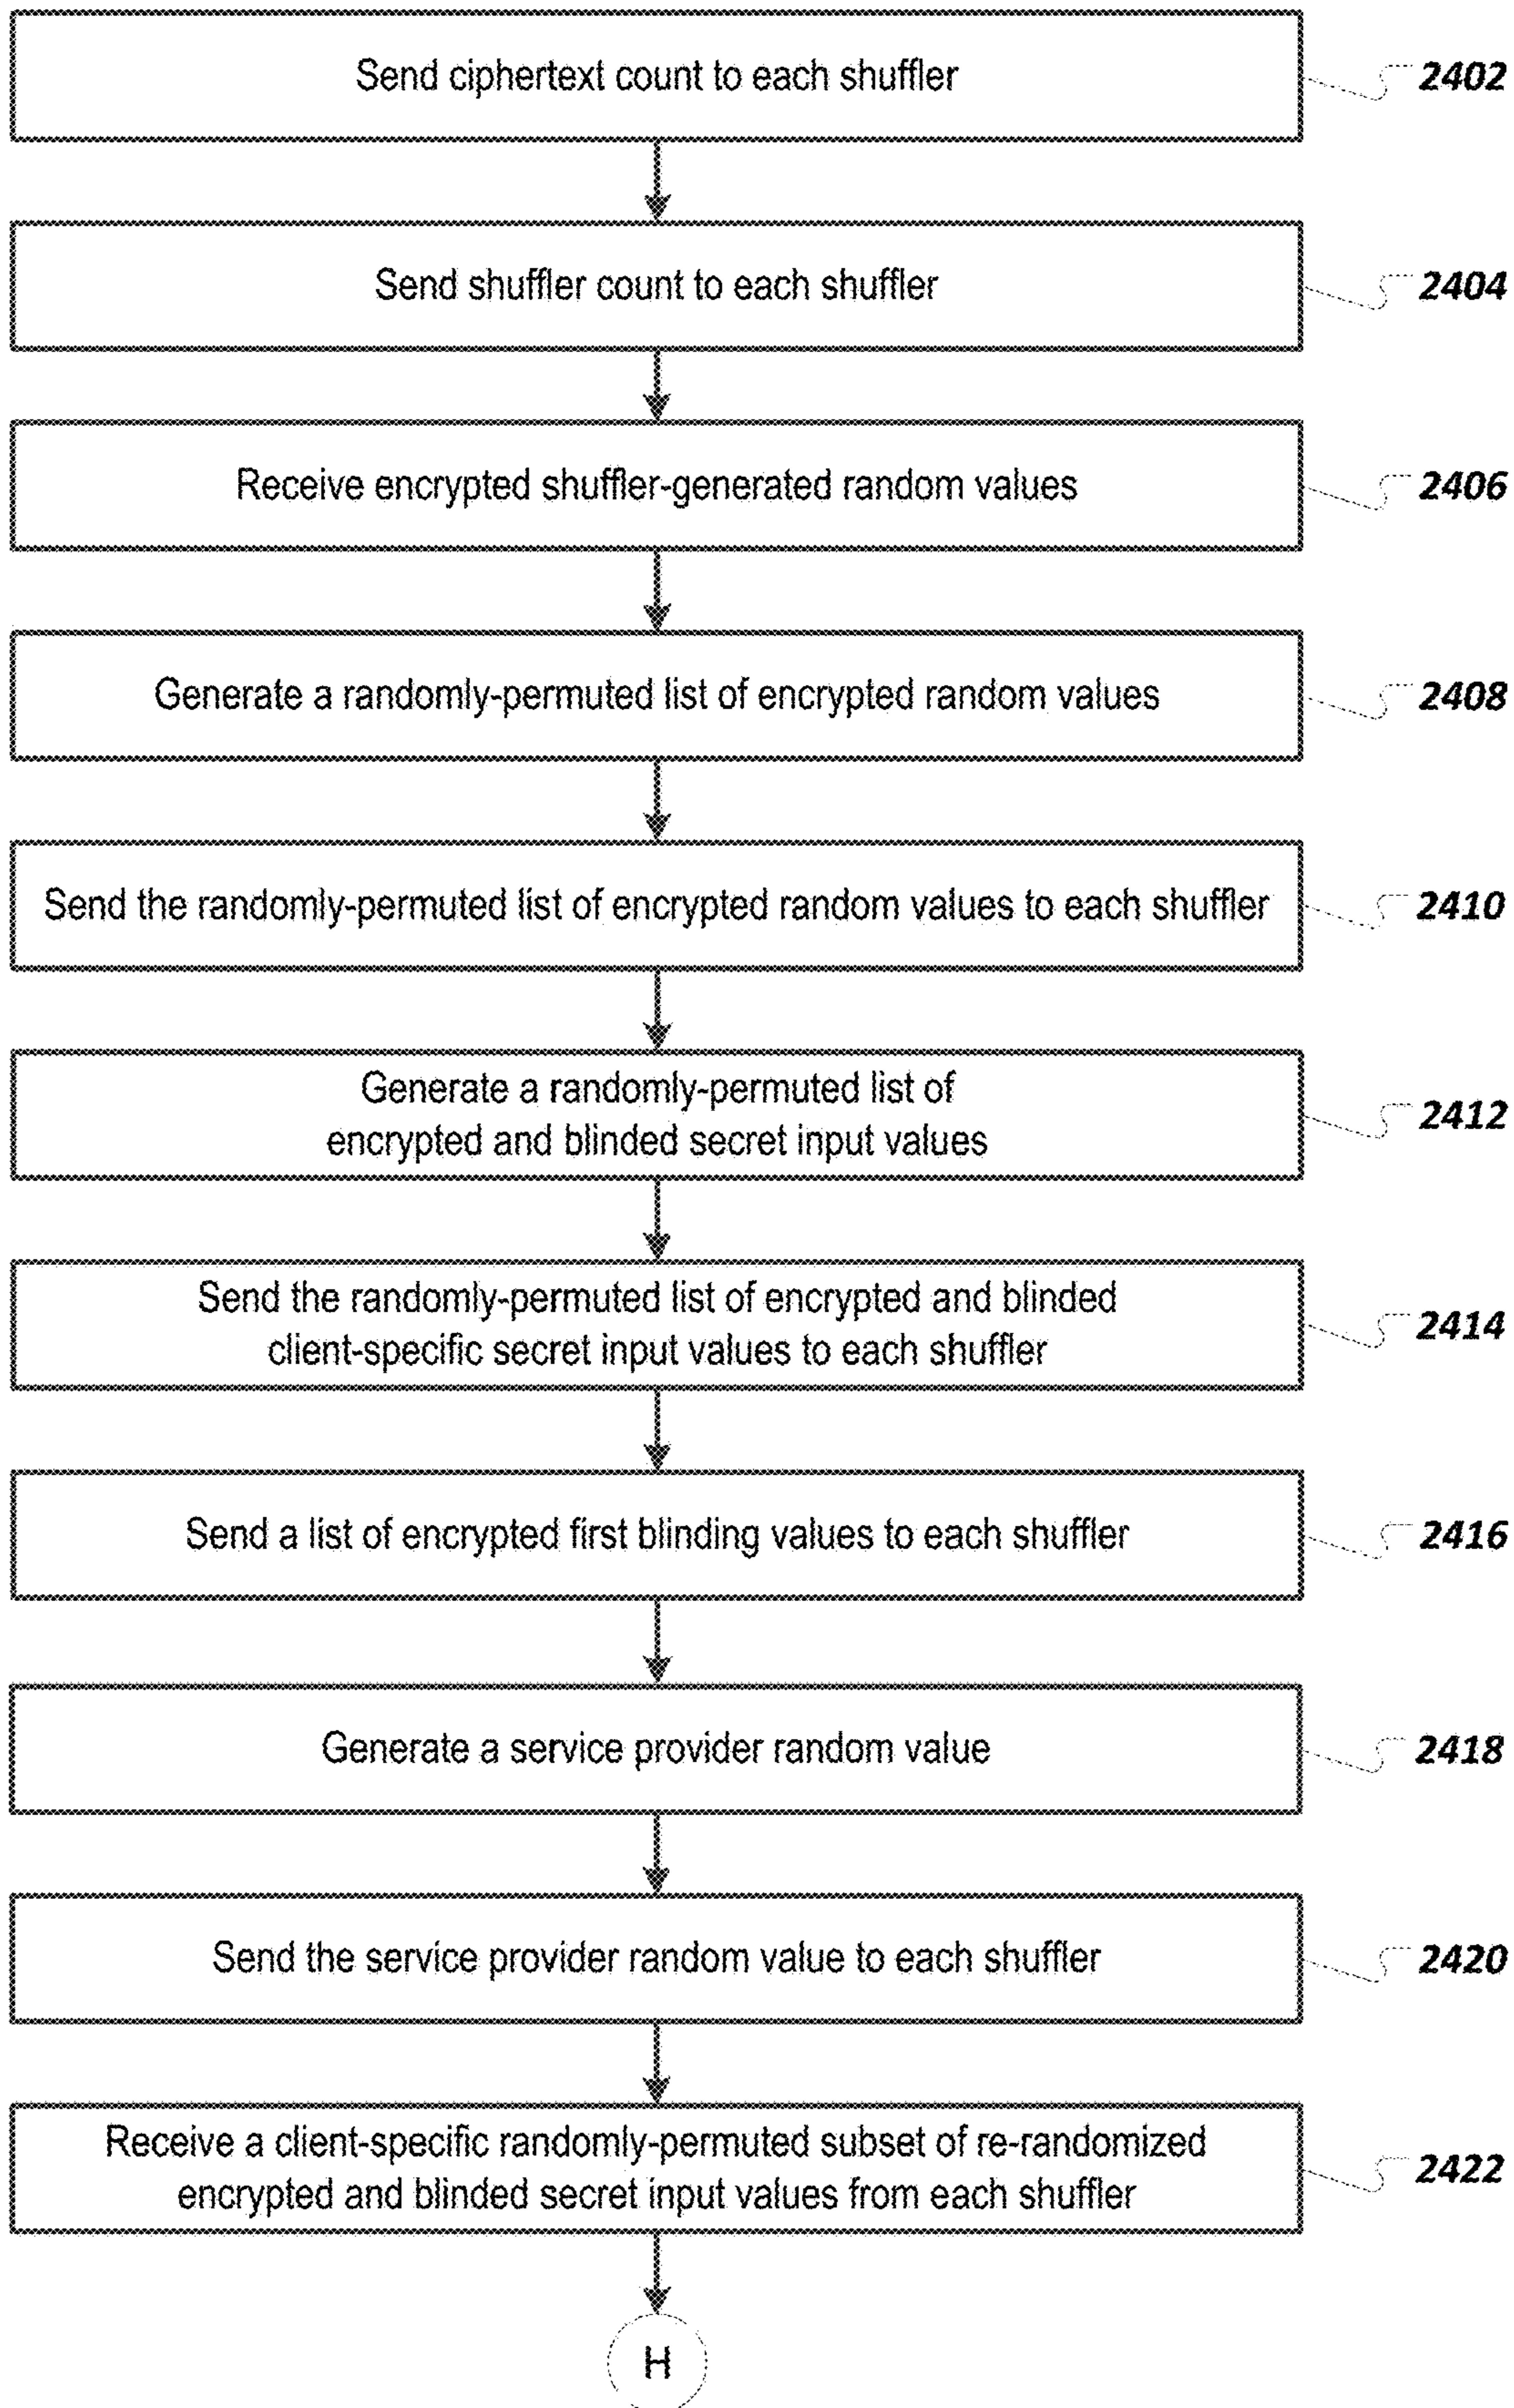 Send ciphertext count to each shuffler
2402
Send shuffler count to each shuffler
2404
Receive encrypted shuffler-generated random values
2406
Generate a randomly-permuted list of encrypted random values
2408
Send the randomly-permuted list of encrypted random values to each shuffler
2410
Generate a randomly-permuted list of
encrypted and blinded secret input values
2412
Send the randomly-permuted list of encrypted and blinded
client-specific secret input values to each shuffler
2414
Send a list of encrypted first blinding values to each shuffler
2416
Generate a service provider random value
2418
Send the service provider random value to each shuffler
2420
Receive a client-specific randomly-permuted subset of re-randomized
encrypted and blinded secret input values from each shuffler
2422
H